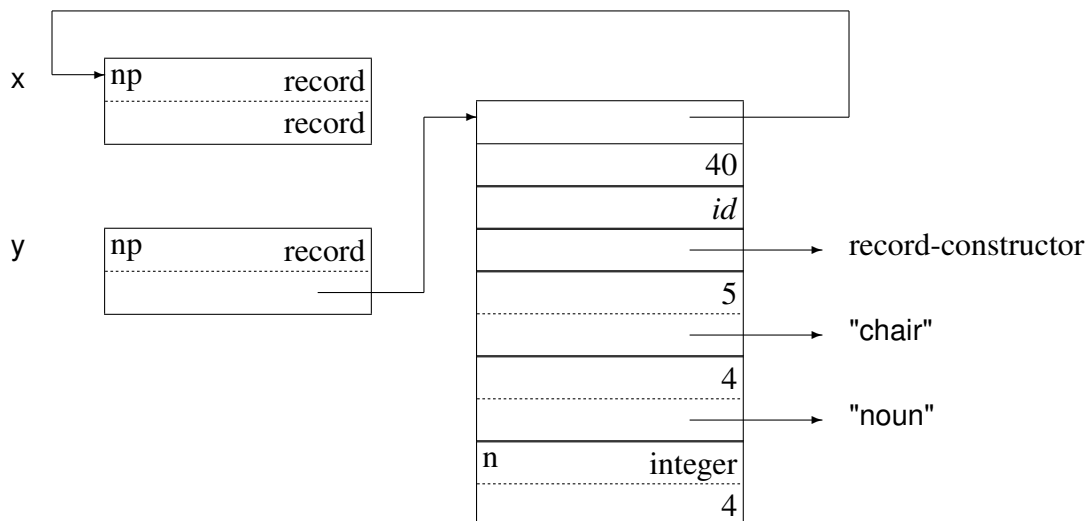 x
np record
record
40
id
y
np record
record-constructor
5
"chair"
4
"noun"
n integer
4